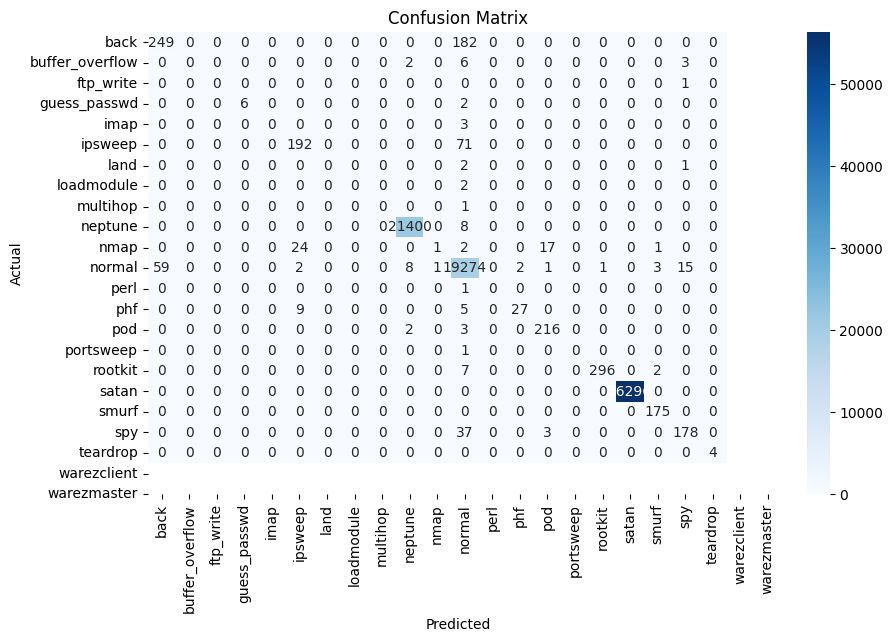 Confusion Matrix
back 249 0 0 0 0 0 0 0 0 0 0 182 0 0 0 0 0 0 0 0 0
buffer_overflow 0 0 0 0 0 0 0 0 0 2 0 6 0 0 0 0 0 0 0 3 0
ftp_write 0 0 0 0 0 0 0 0 0 0 0 0 0 0 0 0 0 0 0 1 0
guess_passwd 0 0 0 6 0 0 0 0 0 0 0 2 0 0 0 0 0 0 0 0 0
imap 0 0 0 0 0 0 0 0 0 0 0 3 0 0 0 0 0 0 0 0 0
ipsweep 0 0 0 0 0 192 0 0 0 0 0 71 0 0 0 0 0 0 0 0 0
land 0 0 0 0 0 0 0 0 0 0 0 2 0 0 0 0 0 0 0 1 0
loadmodule 0 0 0 0 0 0 0 0 0 0 0 2 0 0 0 0 0 0 0 0 0
multihop 0 0 0 0 0 0 0 0 0 0 0 1 0 0 0 0 0 0 0 0 0
neptune 0 0 0 0 0 0 0 0 0 21400 0 8 0 0 0 0 0 0 0 0 0
nmap 0 0 0 0 0 24 0 0 0 0 1 2 0 0 17 0 0 0 1 0 0
normal 59 0 0 0 0 2 0 0 0 8 1 19274 0 2 1 0 1 0 3 15 0
perl 0 0 0 0 0 0 0 0 0 0 0 1 0 0 0 0 0 0 0 0 0
phf 0 0 0 0 0 9 0 0 0 0 0 5 0 27 0 0 0 0 0 0 0
pod 0 0 0 0 0 0 0 0 0 2 0 3 0 0 216 0 0 0 0 0 0
portsweep 0 0 0 0 0 0 0 0 0 0 0 1 0 0 0 0 0 0 0 0 0
rootkit 0 0 0 0 0 0 0 0 0 0 0 7 0 0 0 0 296 0 2 0 0
satan 0 0 0 0 0 0 0 0 0 0 0 0 0 0 0 0 0 629 0 0 0
smurf 0 0 0 0 0 0 0 0 0 0 0 0 0 0 0 0 0 0 175 0 0
spy 0 0 0 0 0 0 0 0 0 0 0 37 0 0 3 0 0 0 0 178 0
teardrop 0 0 0 0 0 0 0 0 0 0 0 0 0 0 0 0 0 0 0 0 4
warezclient
warezmaster
Actual
back
buffer_overflow
ftp_write
guess_passwd
imap
ipsweep
land
loadmodule
multihop
neptune
nmap
normal
perl
phf
pod
portsweep
rootkit
satan
smurf
spy
teardrop
warezclient
warezmaster
Predicted
50000
40000
30000
20000
10000
0